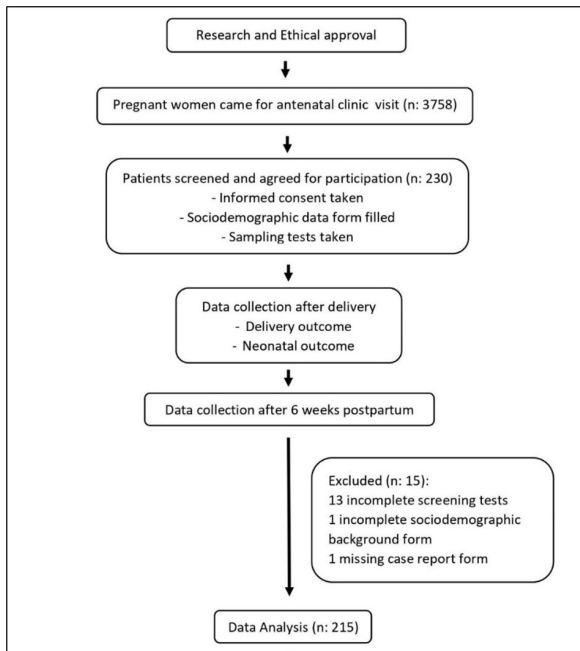 Research and Ethical approval
Pregnant women came for antenatal clinic visit (n: 3758)
Patients screened and agreed for participation (n: 230)
- Informed consent taken
- Sociodemographic data form filled
- Sampling tests taken
Data collection after delivery
- Delivery outcome
- Neonatal outcome
Data collection after 6 weeks postpartum
Excluded (n: 15):
13 incomplete screening tests
1 incomplete sociodemographic
background form
1 missing case report form
Data Analysis (n: 215)